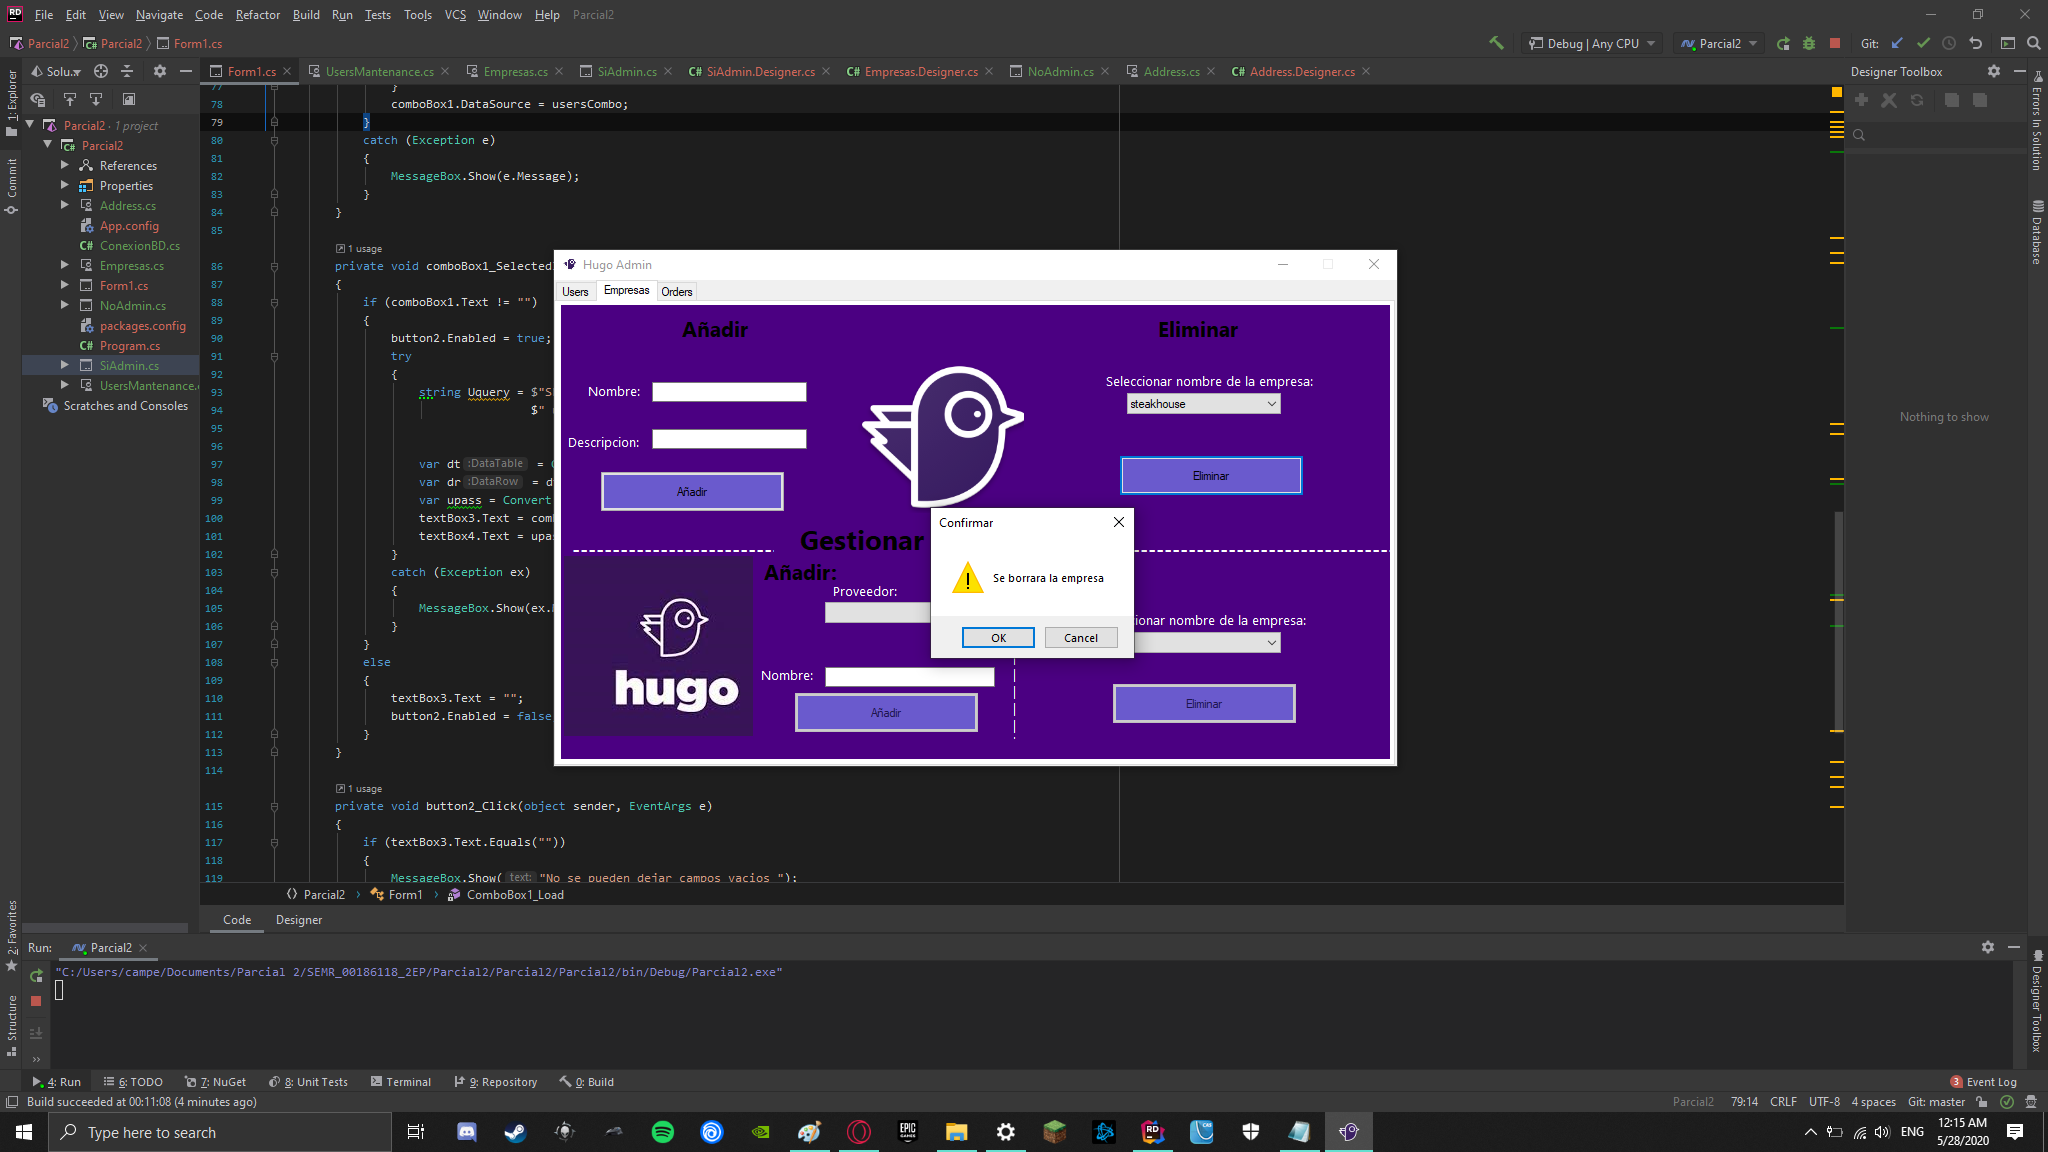 File Edit View Navigate Code Refactor Build Run Tests Tools VCS Window Help Parcial2
Parcial2 Parcial2 Form1.cs
Debug | Any CPU Parcial2 Git:
1: Explorer
Commit
2: Favorites
Structure
Solu...
Form1.cs UsersMantenance.cs Empresas.cs SiAdmin.cs SiAdmin.Designer.cs Empresas.Designer.cs NoAdmin.cs Address.cs Address.Designer.cs
Designer Toolbox
Errors In Solution
Database
Designer Toolbox
Nothing to show
Parcial2 · 1 project
Parcial2
References
Properties
Address.cs
App.config
ConexionBD.cs
Empresas.cs
Form1.cs
NoAdmin.cs
packages.config
Program.cs
SiAdmin.cs
UsersMantenance.
Scratches and Consoles
77 }
78 comboBox1.DataSource = usersCombo;
79 }
80 catch (Exception e)
81 {
82 MessageBox.Show(e.Message);
83 }
84 }
85
1 usage
86 private void comboBox1_Selected
87 {
88 if (comboBox1.Text != "")
89 {
90 button2.Enabled = true;
91 try
92 {
93 string Uquery = $"S
94 $"
95
96
97 var dt :DataTable =
98 var dr :DataRow = d
99 var upass = Convert
100 textBox3.Text = com
101 textBox4.Text = upa
102 }
103 catch (Exception ex)
104 {
105 MessageBox.Show(ex.
106 }
107 }
108 else
109 {
110 textBox3.Text = "";
111 button2.Enabled = false
112 }
113 }
114
1 usage
115 private void button2_Click(object sender, EventArgs e)
116 {
117 if (textBox3.Text.Equals(""))
118 {
119 MessageBox.Show( text: "No se pueden dejar campos vacios ");
Hugo Admin
Users Empresas Orders
Añadir
Nombre:
Descripcion:
Añadir
Eliminar
Seleccionar nombre de la empresa:
steakhouse
Eliminar
Gestionar
Añadir:
Proveedor:
Nombre:
Añadir
hugo
ionar nombre de la empresa:
Eliminar
Confirmar
Se borrara la empresa
OK Cancel
Parcial2 Form1 ComboBox1_Load
Code Designer
Run: Parcial2
"C:/Users/campe/Documents/Parcial 2/SEMR_00186118_2EP/Parcial2/Parcial2/Parcial2/bin/Debug/Parcial2.exe"
4: Run 6: TODO 7: NuGet 8: Unit Tests Terminal 9: Repository 0: Build 3 Event Log
Build succeeded at 00:11:08 (4 minutes ago) Parcial2 79:14 CRLF UTF-8 4 spaces Git: master
Type here to search
EPIC GAMES
RD
ENG
12:15 AM
5/28/2020